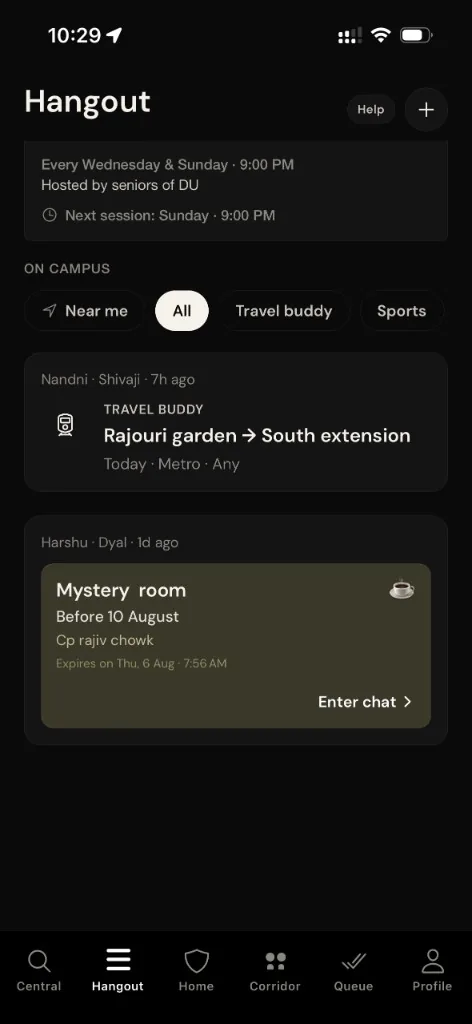 10:29
Hangout
Help
Every Wednesday & Sunday · 9:00 PM
Hosted by seniors of DU
Next session: Sunday · 9:00 PM
ON CAMPUS
Near me
All
Travel buddy
Sports
Nandni · Shivaji · 7h ago
TRAVEL BUDDY
Rajouri garden → South extension
Today · Metro · Any
Harshu · Dyal · 1d ago
Mystery  room
Before 10 August
Cp rajiv chowk
Expires on Thu, 6 Aug · 7:56 AM
Enter chat >
Central
Hangout
Home
Corridor
Queue
Profile